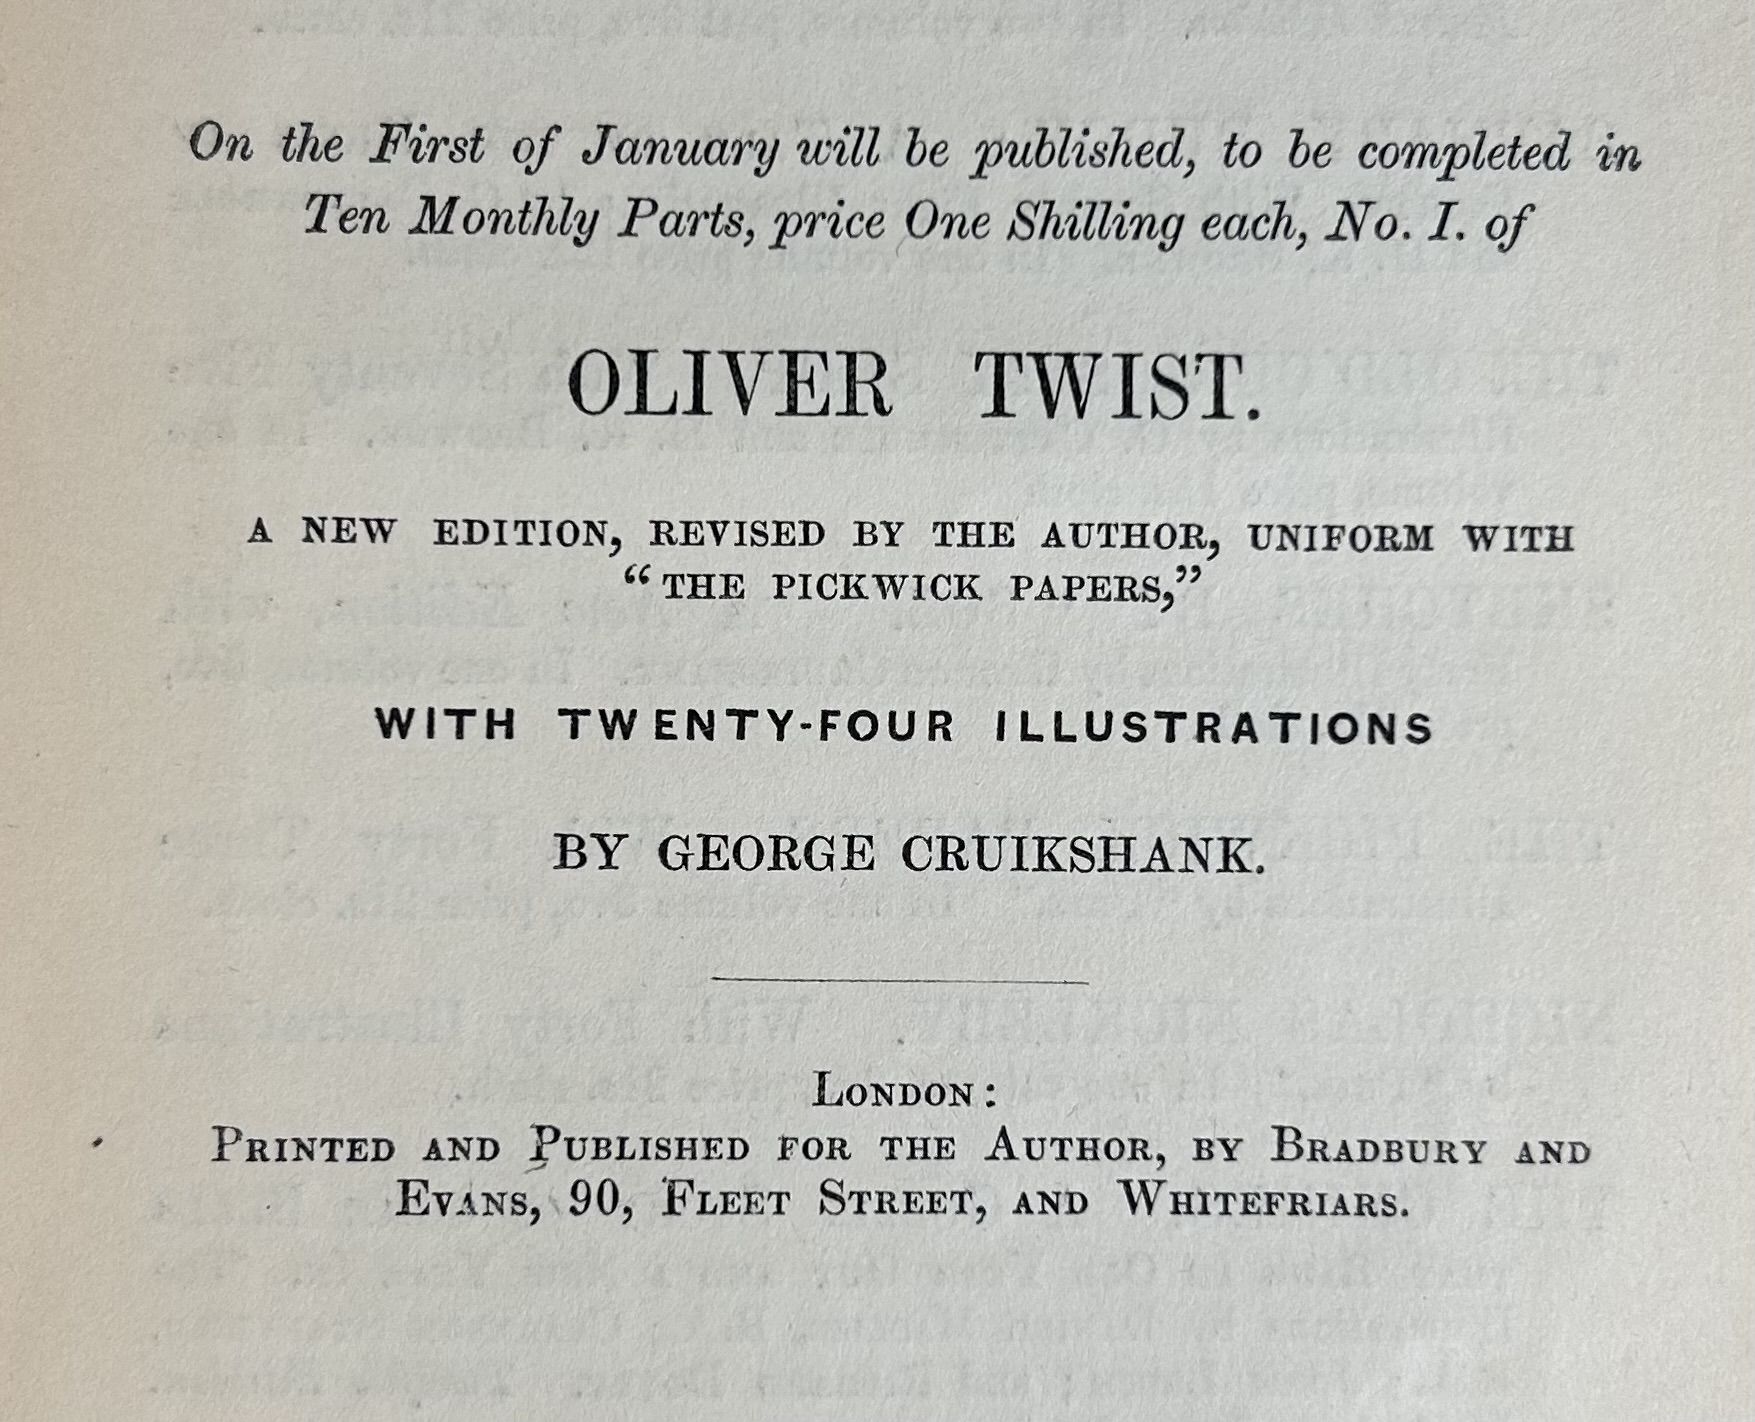 On the First of January will be published, to be completed in
Ten Monthly Parts, price One Shilling each, No. I. of
OLIVER TWIST.
A NEW EDITION, REVISED BY THE AUTHOR, UNIFORM WITH
“THE PICKWICK PAPERS,”
WITH TWENTY-FOUR ILLUSTRATIONS
BY GEORGE CRUIKSHANK.
LONDON:
PRINTED AND PUBLISHED FOR THE AUTHOR, BY BRADBURY AND
EVANS, 90, FLEET STREET, AND WHITEFRIARS.